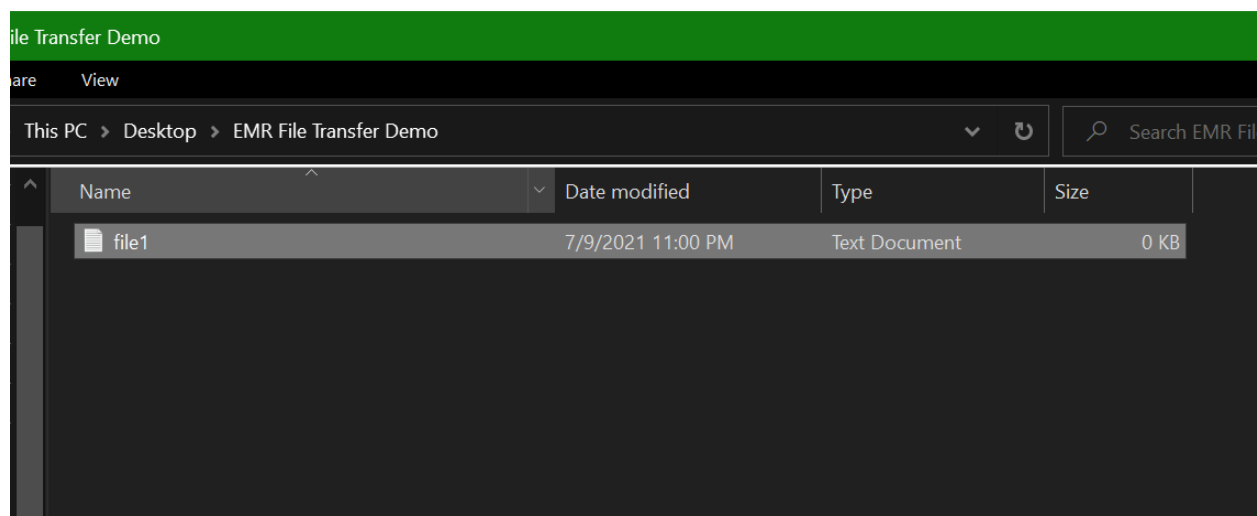 ile Transfer Demo
are View
This PC > Desktop > EMR File Transfer Demo Search EMR Fil
Name Date modified Type Size
file1 7/9/2021 11:00 PM Text Document 0 KB